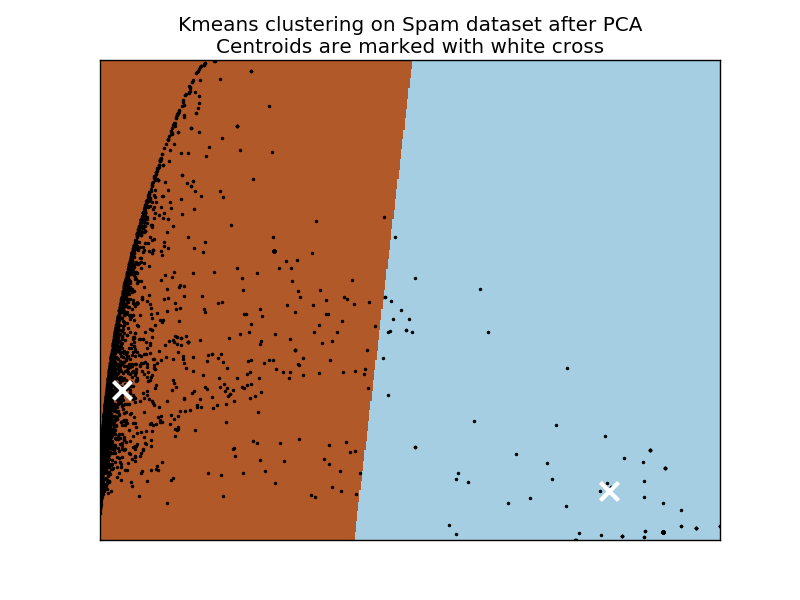 Kmeans clustering on Spam dataset after PCA
Centroids are marked with white cross